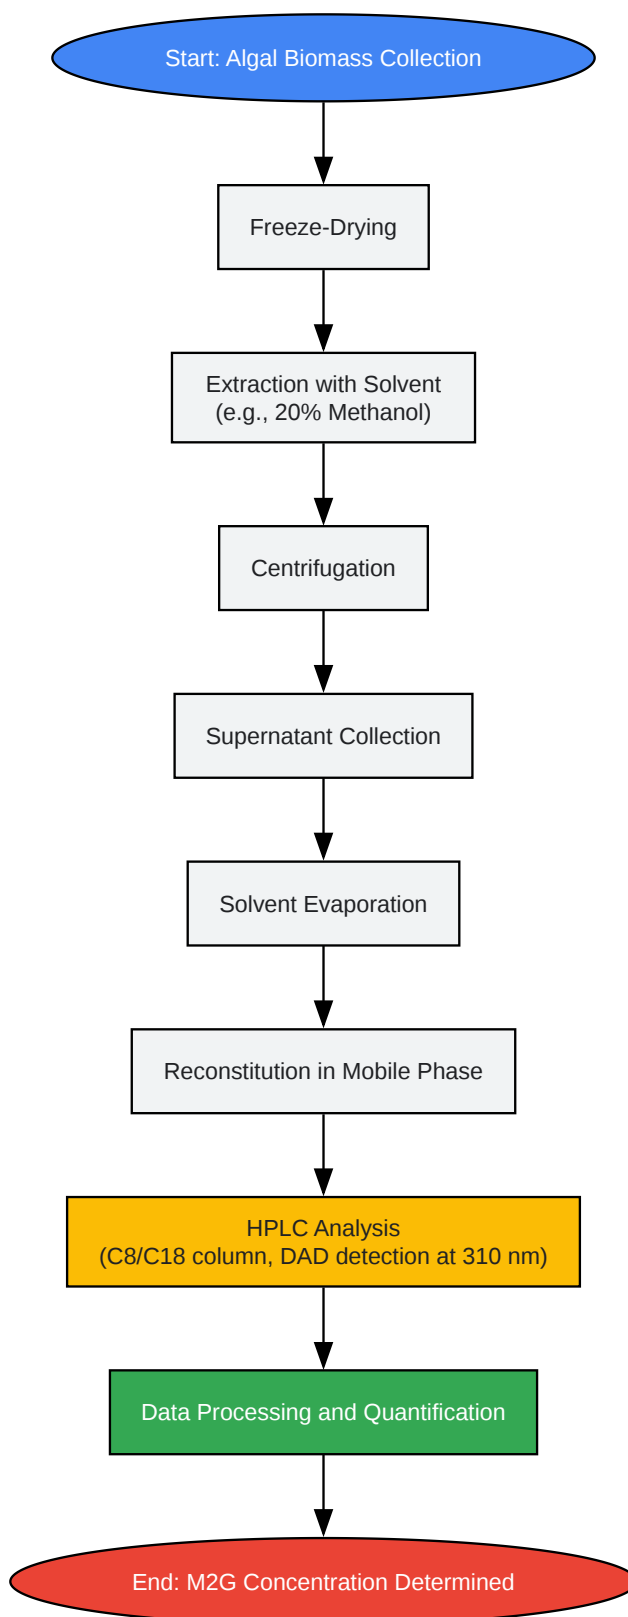 Start: Algal Biomass Collection
Freeze-Drying
Extraction with Solvent
(e.g., 20% Methanol)
Centrifugation
Supernatant Collection
Solvent Evaporation
Reconstitution in Mobile Phase
HPLC Analysis
(C8/C18 column, DAD detection at 310 nm)
Data Processing and Quantification
End: M2G Concentration Determined